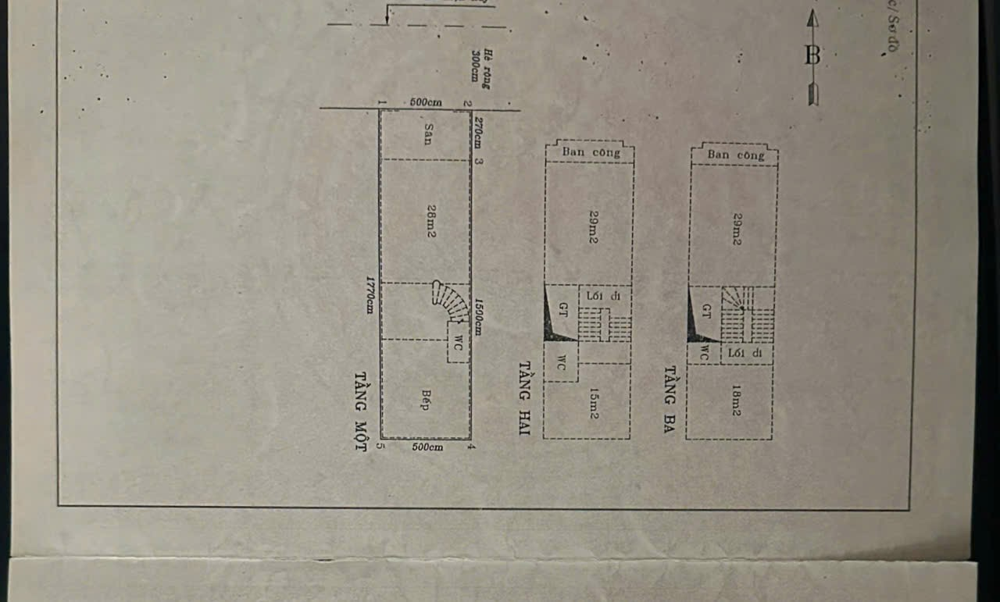 c/ Sơ đồ
B
Hè rộng
300cm
1
500cm
2
270cm
3
Sân
28m2
1770cm
1500cm
WC
Bếp
5
500cm
4
TẦNG MỘT
Ban công
29m2
Lối đi
GT
WC
15m2
TẦNG HAI
Ban công
29m2
GT
WC
Lối đi
18m2
TẦNG BA